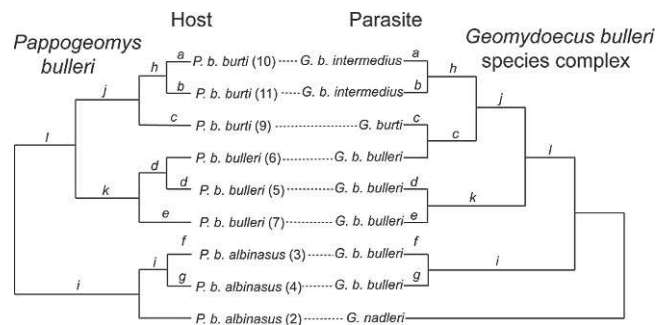 Host Parasite
Pappogeomys
bulleri
Geomydoecus bulleri
species complex
a P. b. burti (10) G. b. intermedius a
h h
b P. b. burti (11) G. b. intermedius b
j j
c P. b. burti (9) G. burti c
c
l P. b. bulleri (6) G. b. bulleri l
d
d P. b. bulleri (5) G. b. bulleri d
k k
e P. b. bulleri (7) G. b. bulleri e
f P. b. albinasus (3) G. b. bulleri f
i i
g P. b. albinasus (4) G. b. bulleri g
i
P. b. albinasus (2) G. nadleri